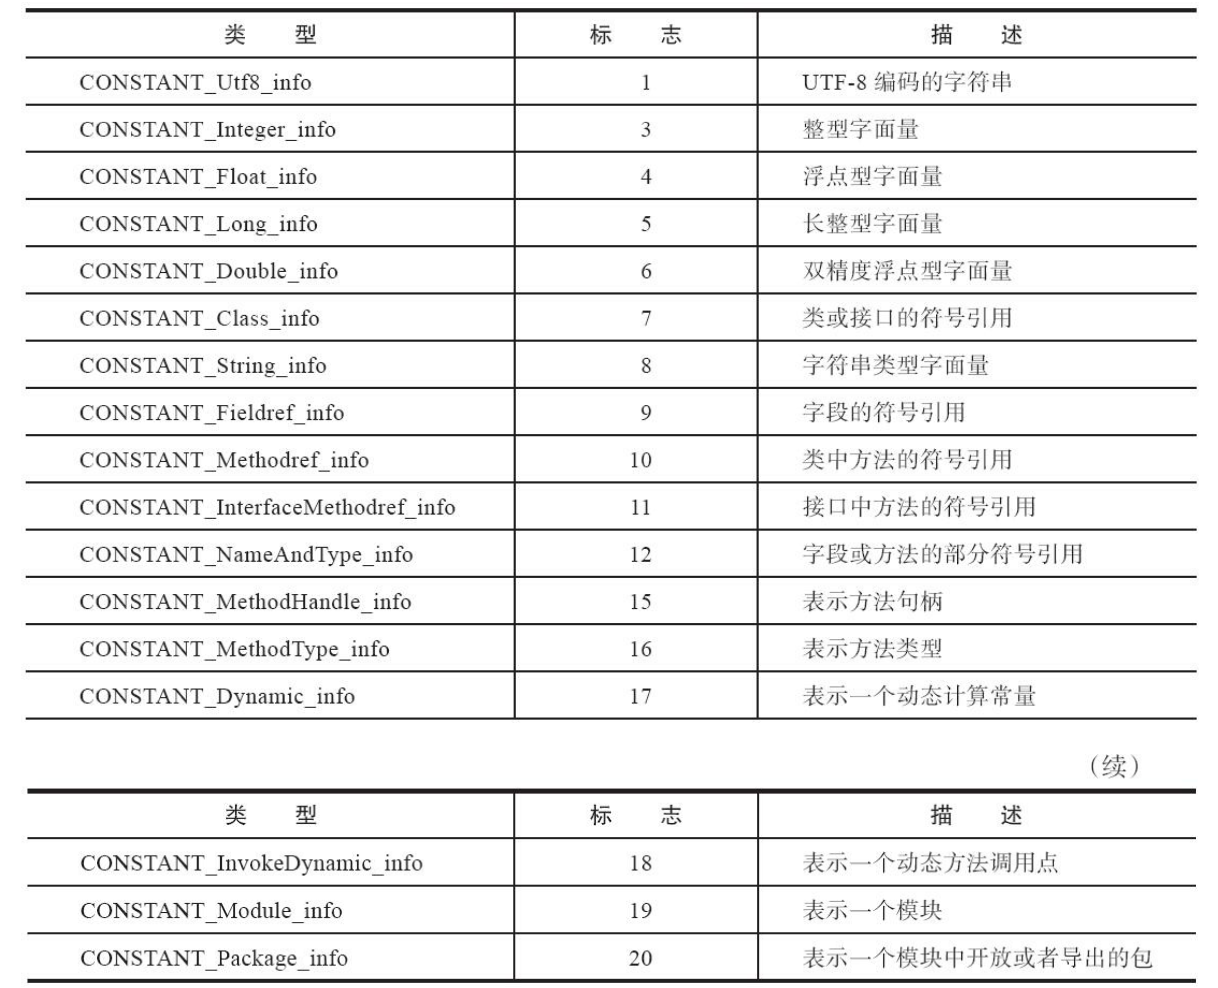 类 型 标 志 描 述
CONSTANT_Utf8_info 1 UTF-8 编码的字符串
CONSTANT_Integer_info 3 整型字面量
CONSTANT_Float_info 4 浮点型字面量
CONSTANT_Long_info 5 长整型字面量
CONSTANT_Double_info 6 双精度浮点型字面量
CONSTANT_Class_info 7 类或接口的符号引用
CONSTANT_String_info 8 字符串类型字面量
CONSTANT_Fieldref_info 9 字段的符号引用
CONSTANT_Methodref_info 10 类中方法的符号引用
CONSTANT_InterfaceMethodref_info 11 接口中方法的符号引用
CONSTANT_NameAndType_info 12 字段或方法的部分符号引用
CONSTANT_MethodHandle_info 15 表示方法句柄
CONSTANT_MethodType_info 16 表示方法类型
CONSTANT_Dynamic_info 17 表示一个动态计算常量
（续）
类 型 标 志 描 述
CONSTANT_InvokeDynamic_info 18 表示一个动态方法调用点
CONSTANT_Module_info 19 表示一个模块
CONSTANT_Package_info 20 表示一个模块中开放或者导出的包